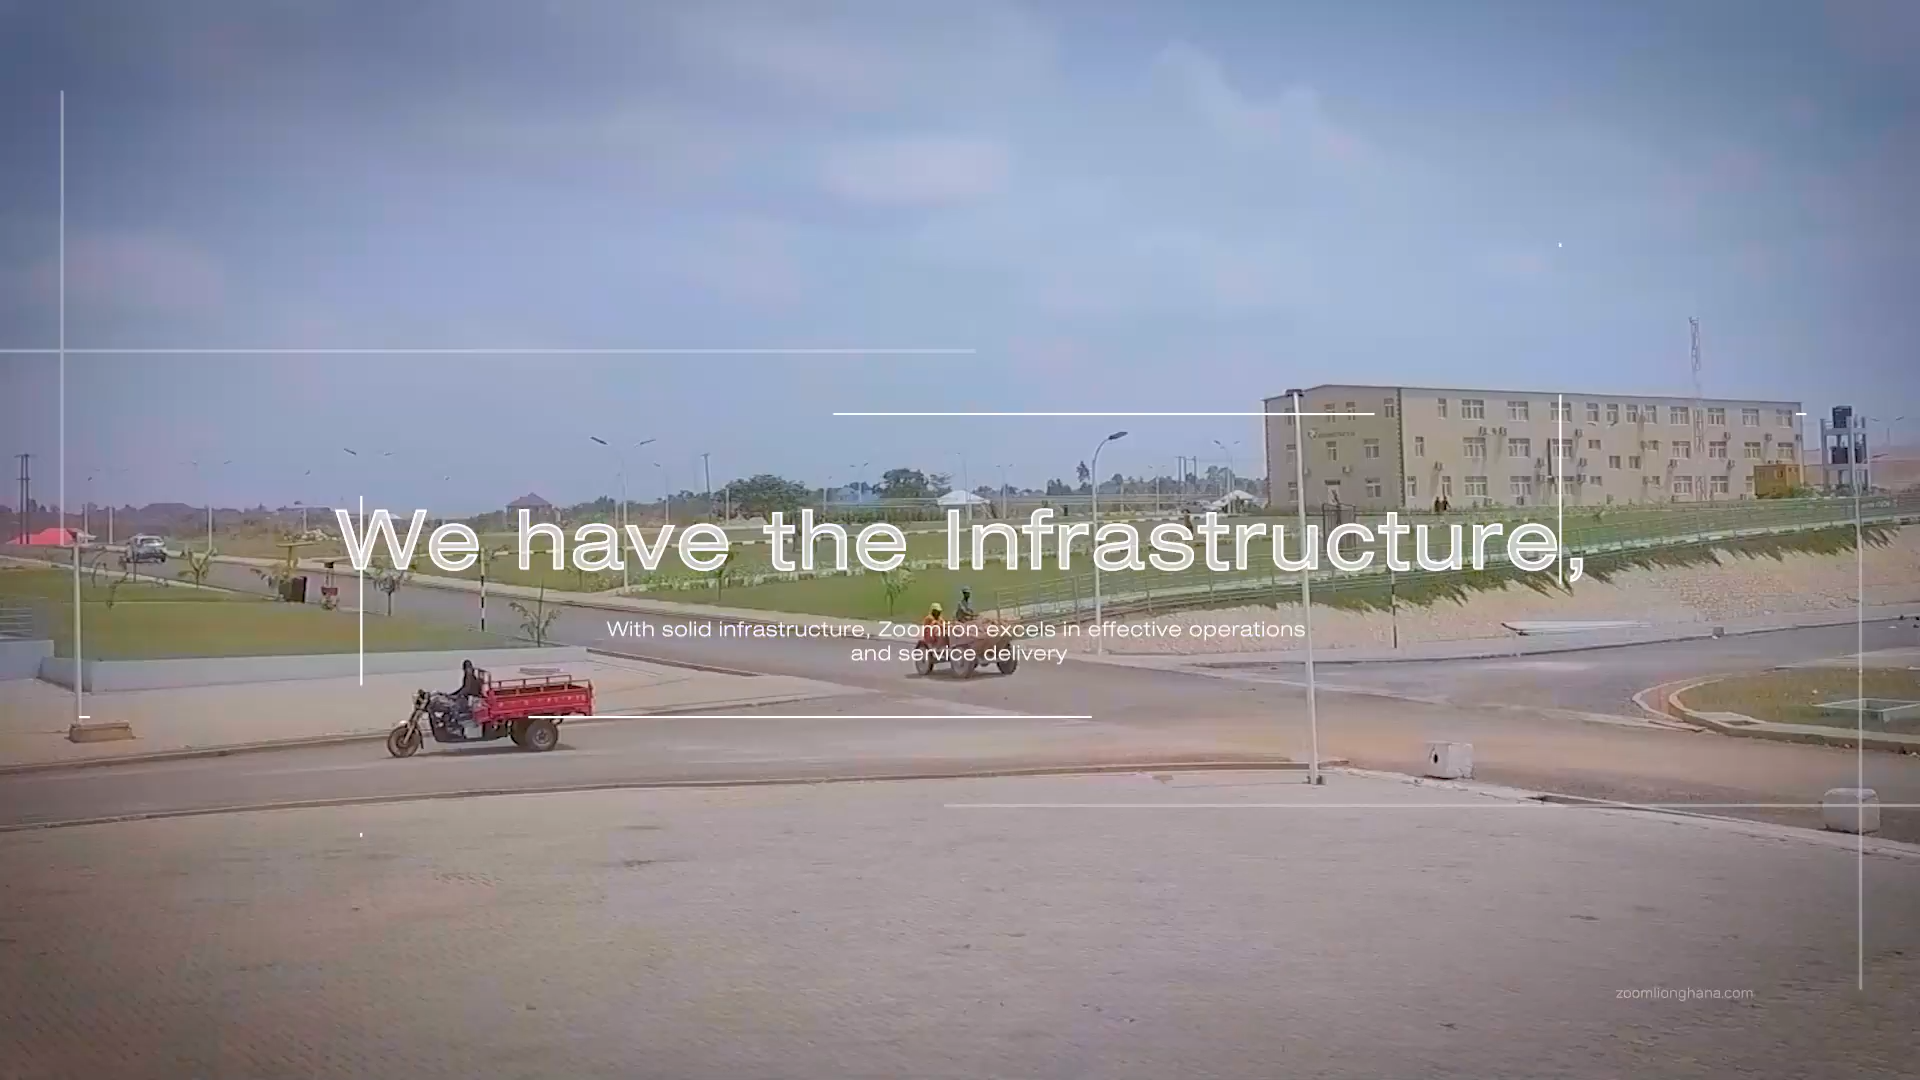 We have the Infrastructure,
With solid infrastructure, Zoomlion excels in effective operations
and service delivery
zoomlionghana.com